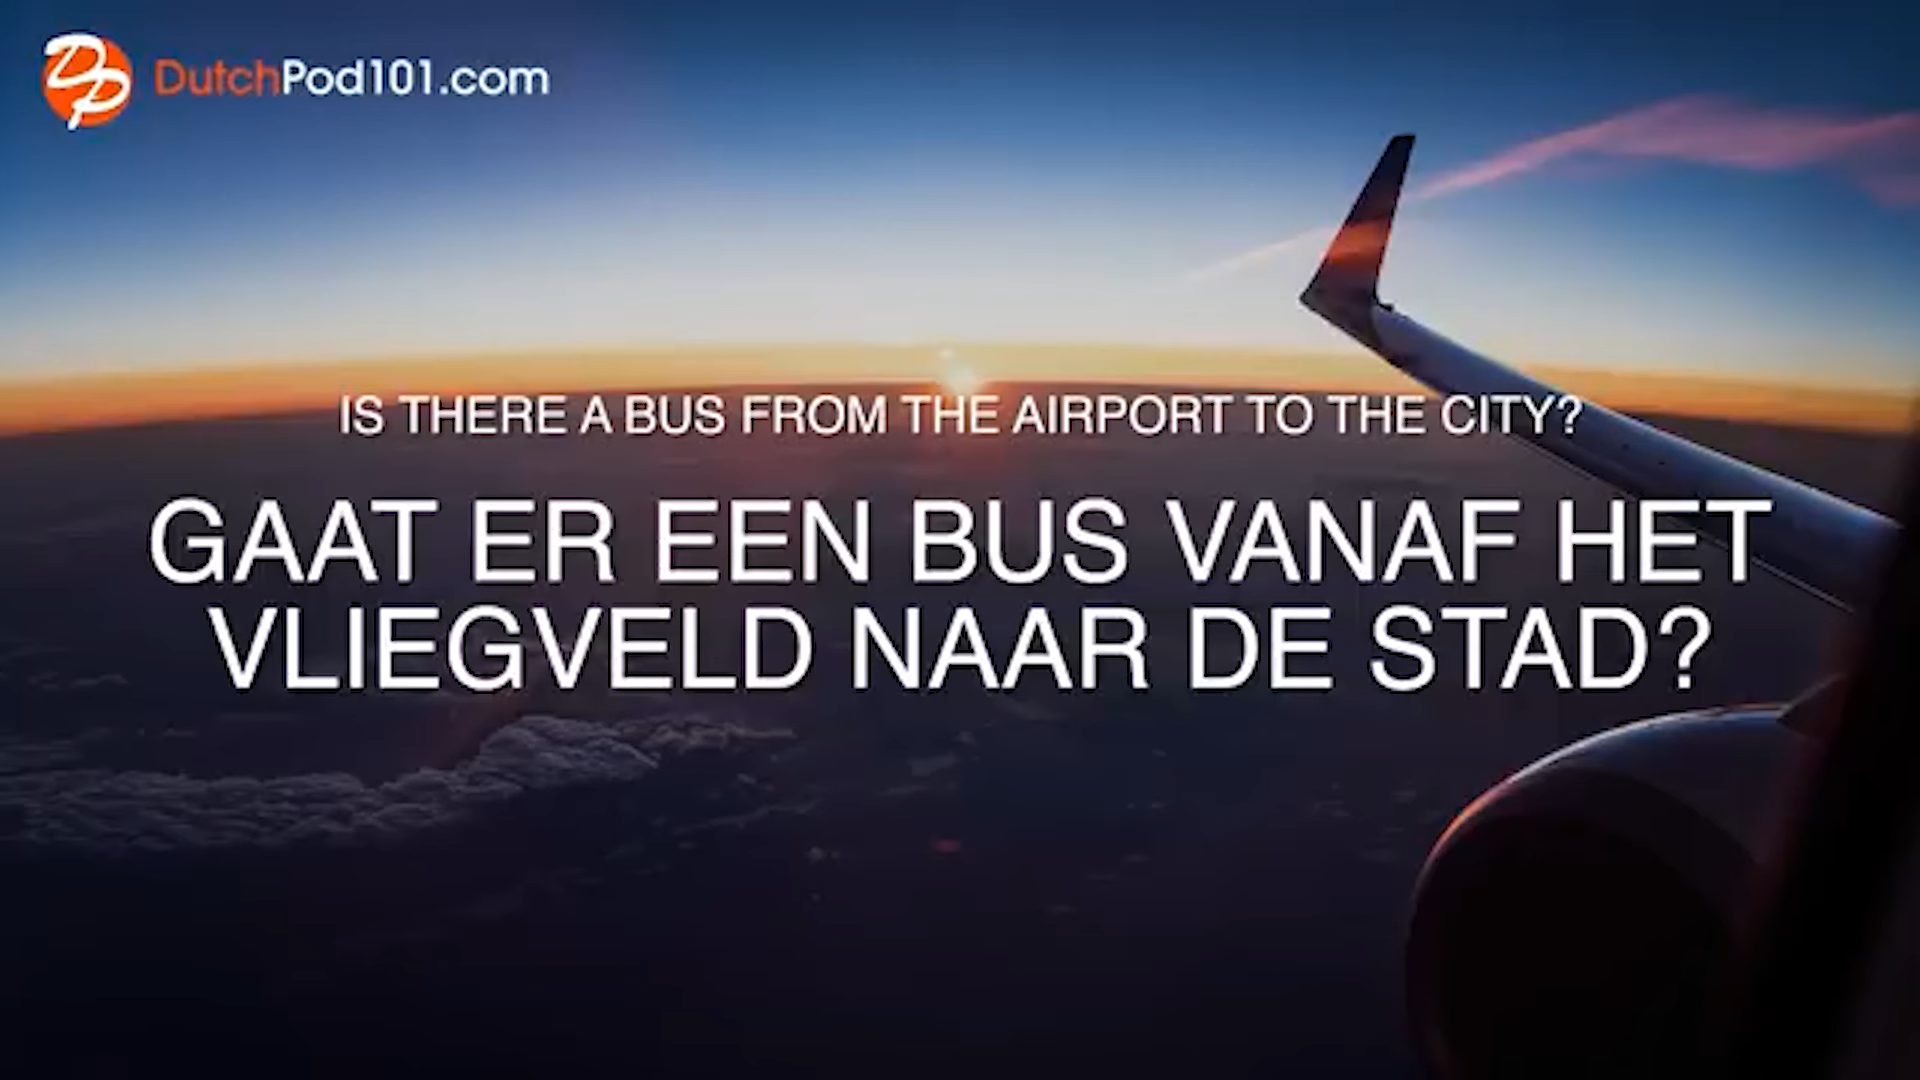 DutchPod101.com
IS THERE A BUS FROM THE AIRPORT TO THE CITY?
GAAT ER EEN BUS VANAF HET
VLIEGVELD NAAR DE STAD?